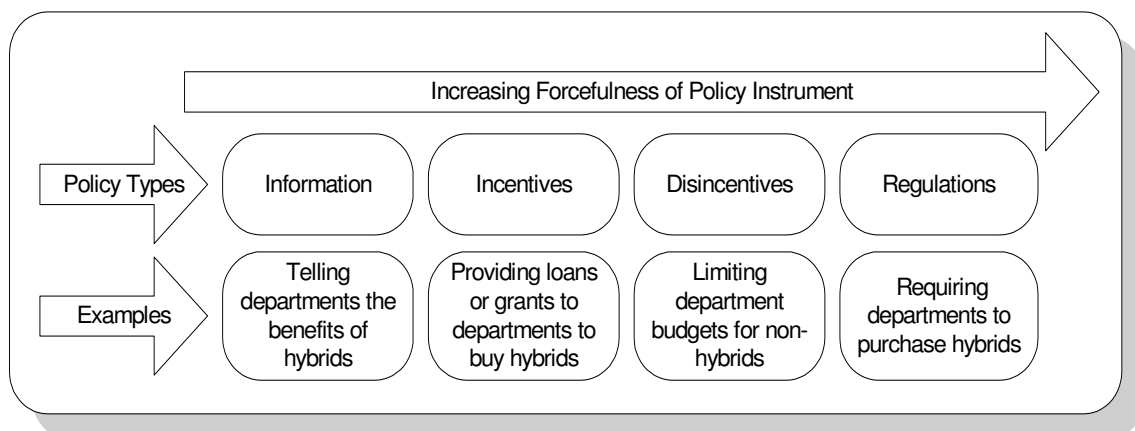 Increasing Forcefulness of Policy Instrument
Policy Types
Information
Incentives
Disincentives
Regulations
Examples
Telling
departments the
benefits of
hybrids
Providing loans
or grants to
departments to
buy hybrids
Limiting
department
budgets for non-
hybrids
Requiring
departments to
purchase hybrids